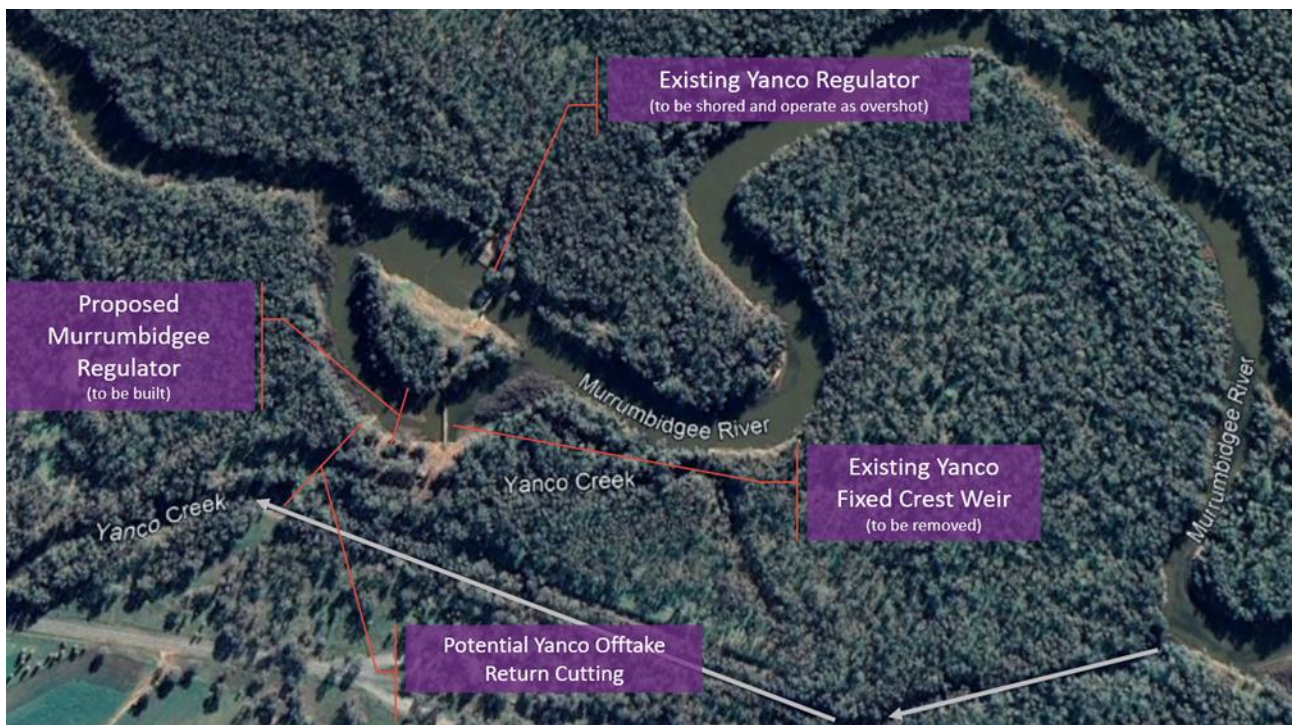 Existing Yanco Regulator
(to be shored and operate as overshot)
Proposed
Murrumbidgee
Regulator
(to be built)
Murrumbidgee River
Existing Yanco
Fixed Crest Weir
(to be removed)
Yanco Creek
Yanco Creek
Murrumbidgee River
Potential Yanco Offtake
Return Cutting